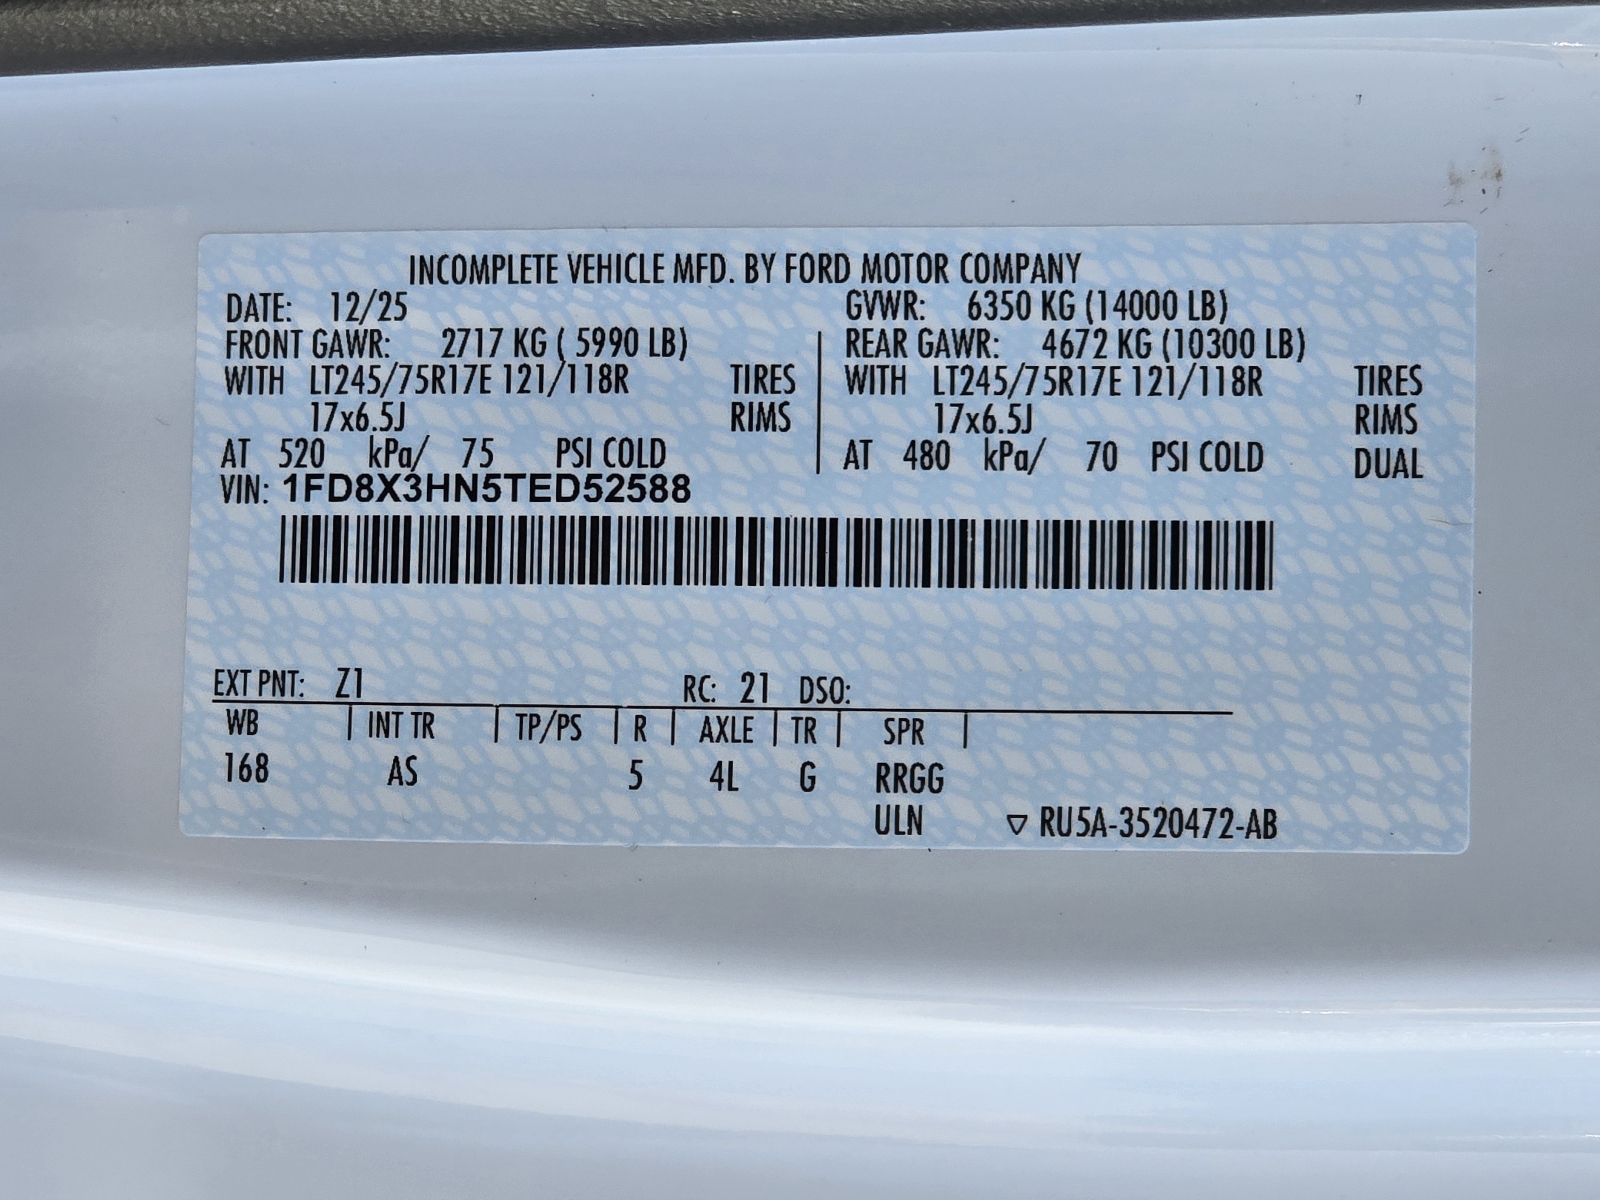 INCOMPLETE VEHICLE MFD. BY FORD MOTOR COMPANY
DATE: 12/25 GVWR: 6350 KG (14000 LB)
FRONT GAWR: 2717 KG ( 5990 LB) REAR GAWR: 4672 KG (10300 LB)
WITH LT245/75R17E 121/118R TIRES WITH LT245/75R17E 121/118R TIRES
17x6.5J RIMS 17x6.5J RIMS
AT 520 kPa/ 75 PSI COLD AT 480 kPa/ 70 PSI COLD DUAL
VIN: 1FD8X3HN5TED52588
EXT PNT: Z1 RC: 21 DSO:
WB | INT TR | TP/PS | R | AXLE | TR | SPR |
168 AS 5 4L G RRGG
ULN ▽ RU5A-3520472-AB